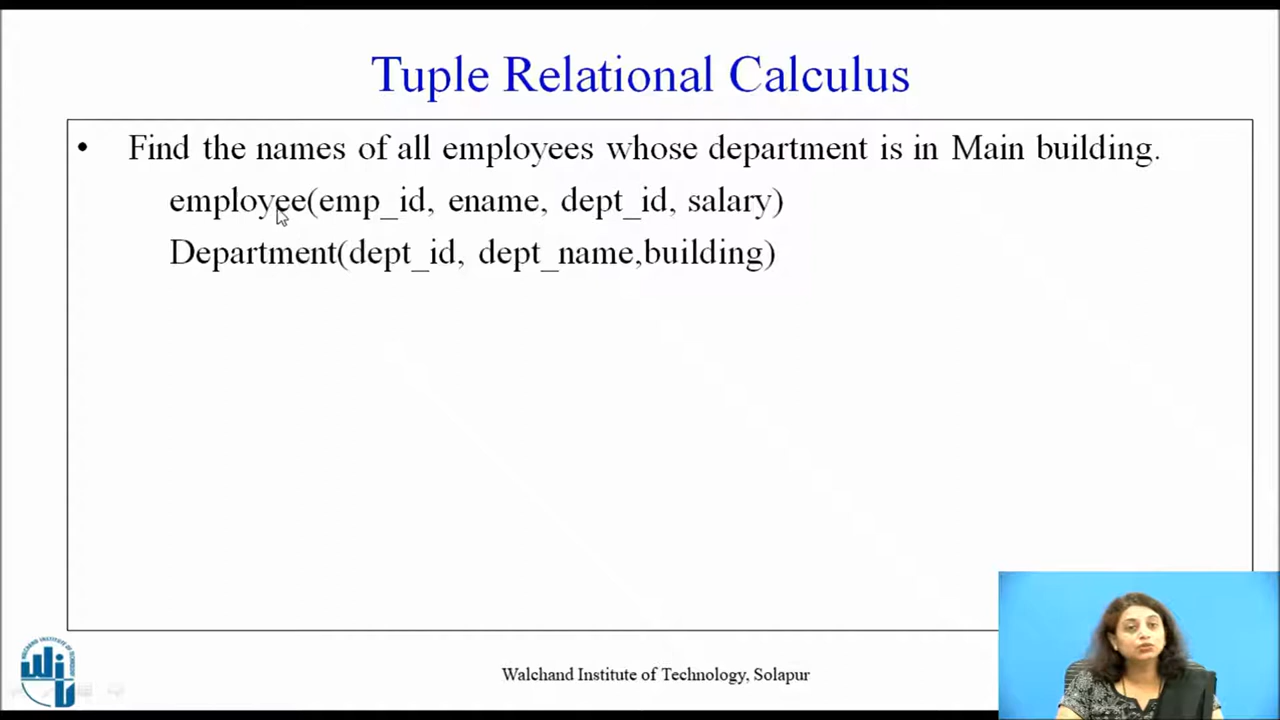 Tuple Relational Calculus
• Find the names of all employees whose department is in Main building.
employee(emp_id, ename, dept_id, salary)
Department(dept_id, dept_name,building)
Walchand Institute of Technology, Solapur